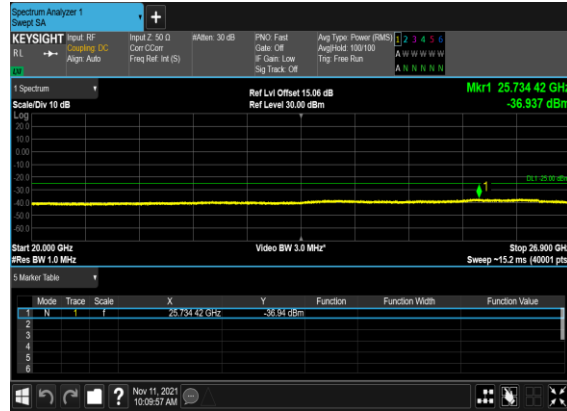 Spectrum Analyzer 1
Swept SA
+
KEYSIGHT Input: RF Input Z: 50 Ω #Atten: 30 dB PNO: Fast Avg Type: Power (RMS) 1 2 3 4 5 6
RL Coupling: DC Corr CCorr Gate: Off Avg|Hold: 100/100 A W W W W W
Align: Auto Freq Ref: Int (S) IF Gain: Low Trig: Free Run
Sig Track: Off A N N N N N
1 Spectrum Ref Lvl Offset 15.06 dB Mkr1 25.734 42 GHz
Scale/Div 10 dB Ref Level 30.00 dBm -36.937 dBm
Log
20.0
10.0
0.00
-10.0
-20.0 DL1 -25.00 dBm
-30.0 1
-40.0
-50.0
-60.0
Start 20.000 GHz Video BW 3.0 MHz* Stop 26.900 GHz
#Res BW 1.0 MHz Sweep ~15.2 ms (40001 pts)
5 Marker Table
Mode Trace Scale X Y Function Function Width Function Value
1 N 1 f 25.734 42 GHz -36.94 dBm
2
3
4
5
6
? Nov 11, 2021
10:09:57 AM